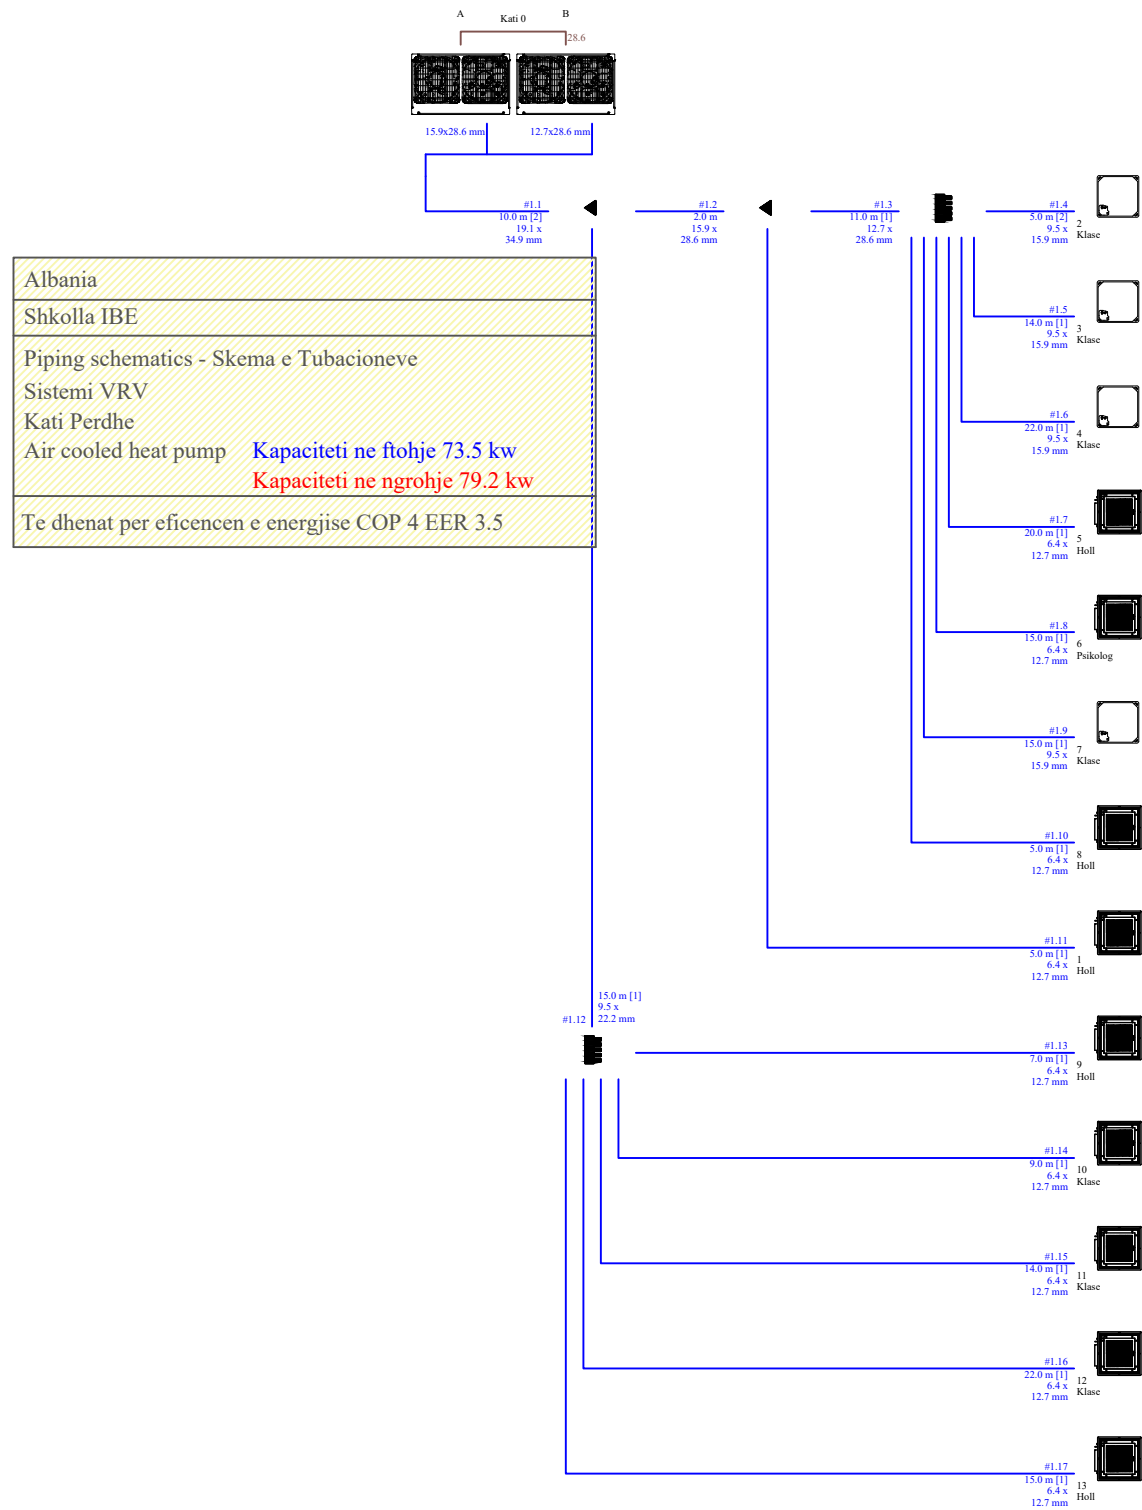 A
Kati 0
B
28.6
15.9x28.6 mm
12.7x28.6 mm
#1.1
10.0 m [2]
19.1 x
34.9 mm
#1.2
2.0 m
15.9 x
28.6 mm
#1.3
11.0 m [1]
12.7 x
28.6 mm
#1.4
5.0 m [2]
9.5 x
15.9 mm
2
Klase
Albania
Shkolla IBE
Piping schematics - Skema e Tubacioneve
Sistemi VRV
Kati Perdhe
Air cooled heat pump Kapaciteti ne ftohje 73.5 kw
Kapaciteti ne ngrohje 79.2 kw
Te dhenat per eficencen e energjise COP 4 EER 3.5
#1.5
14.0 m [1]
9.5 x
15.9 mm
3
Klase
#1.6
22.0 m [1]
9.5 x
15.9 mm
4
Klase
#1.7
20.0 m [1]
6.4 x
12.7 mm
5
Holl
#1.8
15.0 m [1]
6.4 x
12.7 mm
6
Psikolog
#1.9
15.0 m [1]
9.5 x
15.9 mm
7
Klase
#1.10
5.0 m [1]
6.4 x
12.7 mm
8
Holl
#1.11
5.0 m [1]
6.4 x
12.7 mm
1
Holl
15.0 m [1]
9.5 x
#1.12 22.2 mm
#1.13
7.0 m [1]
6.4 x
12.7 mm
9
Holl
#1.14
9.0 m [1]
6.4 x
12.7 mm
10
Klase
#1.15
14.0 m [1]
6.4 x
12.7 mm
11
Klase
#1.16
22.0 m [1]
6.4 x
12.7 mm
12
Klase
#1.17
15.0 m [1]
6.4 x
12.7 mm
13
Holl